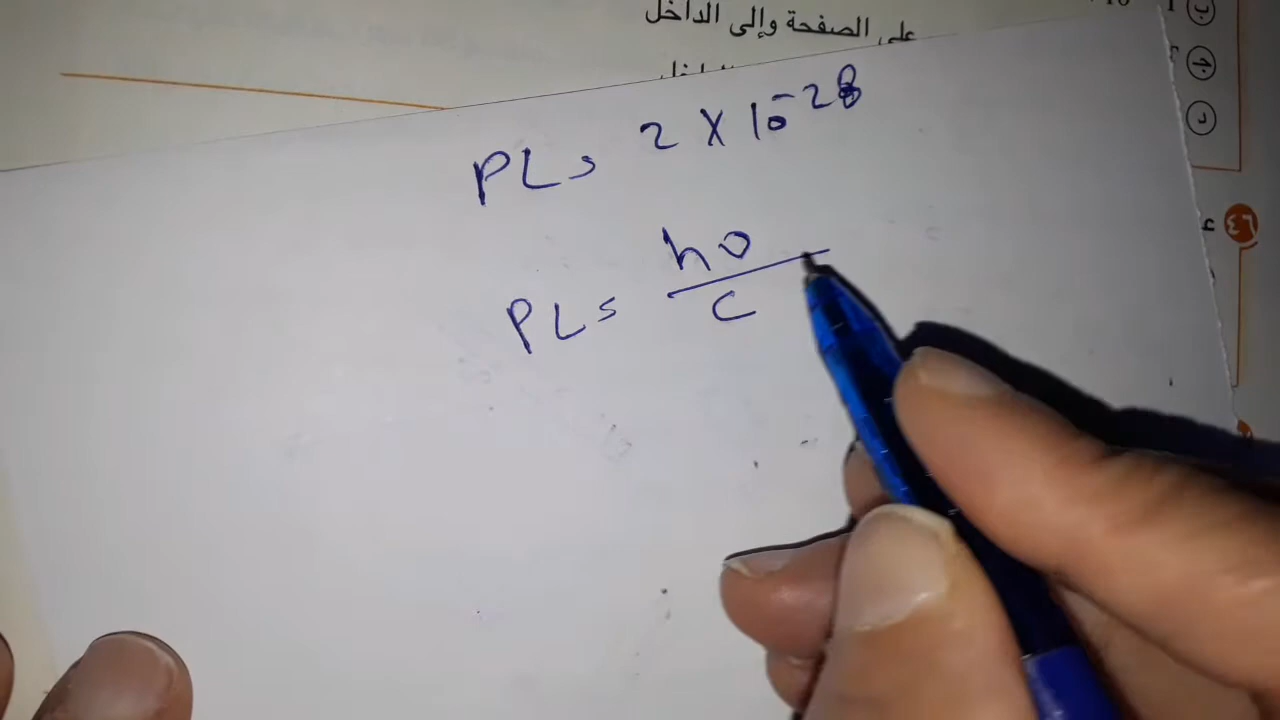 على الصفحة وإلى الداخل
PL = 2 X 10^-28
PL = hυ / C